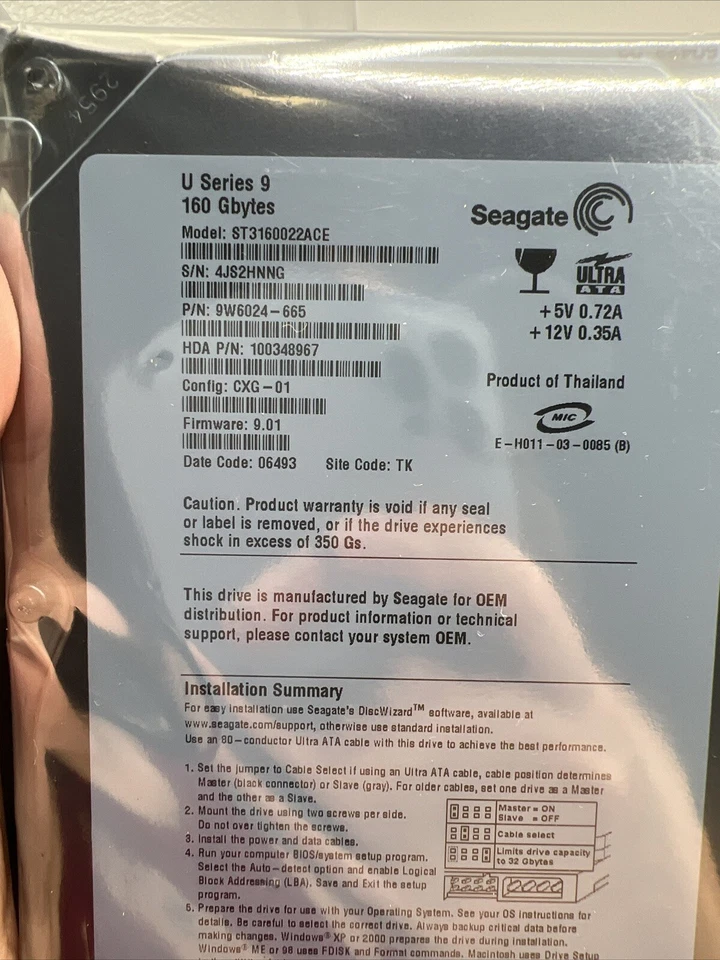 2954
U Series 9
160 Gbytes
Seagate
Model: ST3160022ACE
S/N: 4JS2HNNG
ULTRA
ATA
P/N: 9W6024-665
+5V 0.72A
+12V 0.35A
HDA P/N: 100348967
Config: CXG-01
Product of Thailand
MIC
Firmware: 9.01
E-H011-03-0085 (B)
Date Code: 06493 Site Code: TK
Caution. Product warranty is void if any seal
or label is removed, or if the drive experiences
shock in excess of 350 Gs.
This drive is manufactured by Seagate for OEM
distribution. For product information or technical
support, please contact your system OEM.
Installation Summary
For easy installation use Seagate's DiscWizard™ software, available at
www.seagate.com/support, otherwise use standard installation.
Use an 80-conductor Ultra ATA cable with this drive to achieve the best performance.
1. Set the jumper to Cable Select if using an Ultra ATA cable, cable position determines
Master (black connector) or Slave (gray). For older cables, set one drive as a Master
and the other as a Slave.
2. Mount the drive using two screws per side.
Do not over tighten the screws.
3. Install the power and data cables.
4. Run your computer BIOS/system setup program.
Select the Auto-detect option and enable Logical
Block Addressing (LBA). Save and Exit the setup
program.
Master = ON
Slave = OFF
Cable select
Limits drive capacity
to 32 Gbytes
5. Prepare the drive for use with your Operating System. See your OS instructions for
details. Be careful to select the correct drive. Always backup critical data before
making changes. Windows® XP or 2000 prepares the drive during installation.
Windows® ME or 98 uses FDISK and Format commands. Macintosh uses Drive Setup